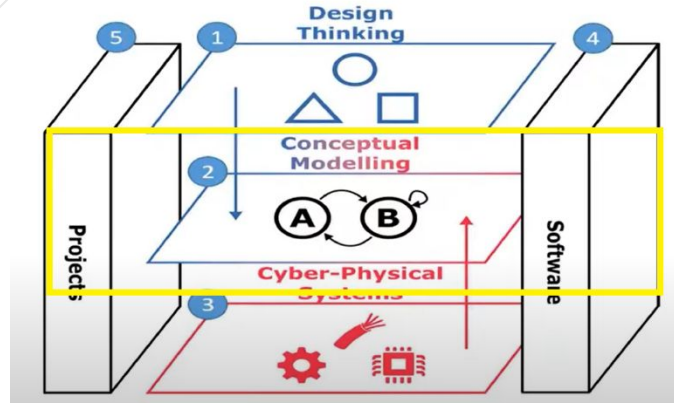 Design
Thinking
5
1
4
Conceptual
Modelling
2
A
B
Projects
Software
Cyber-Physical
Systems
3